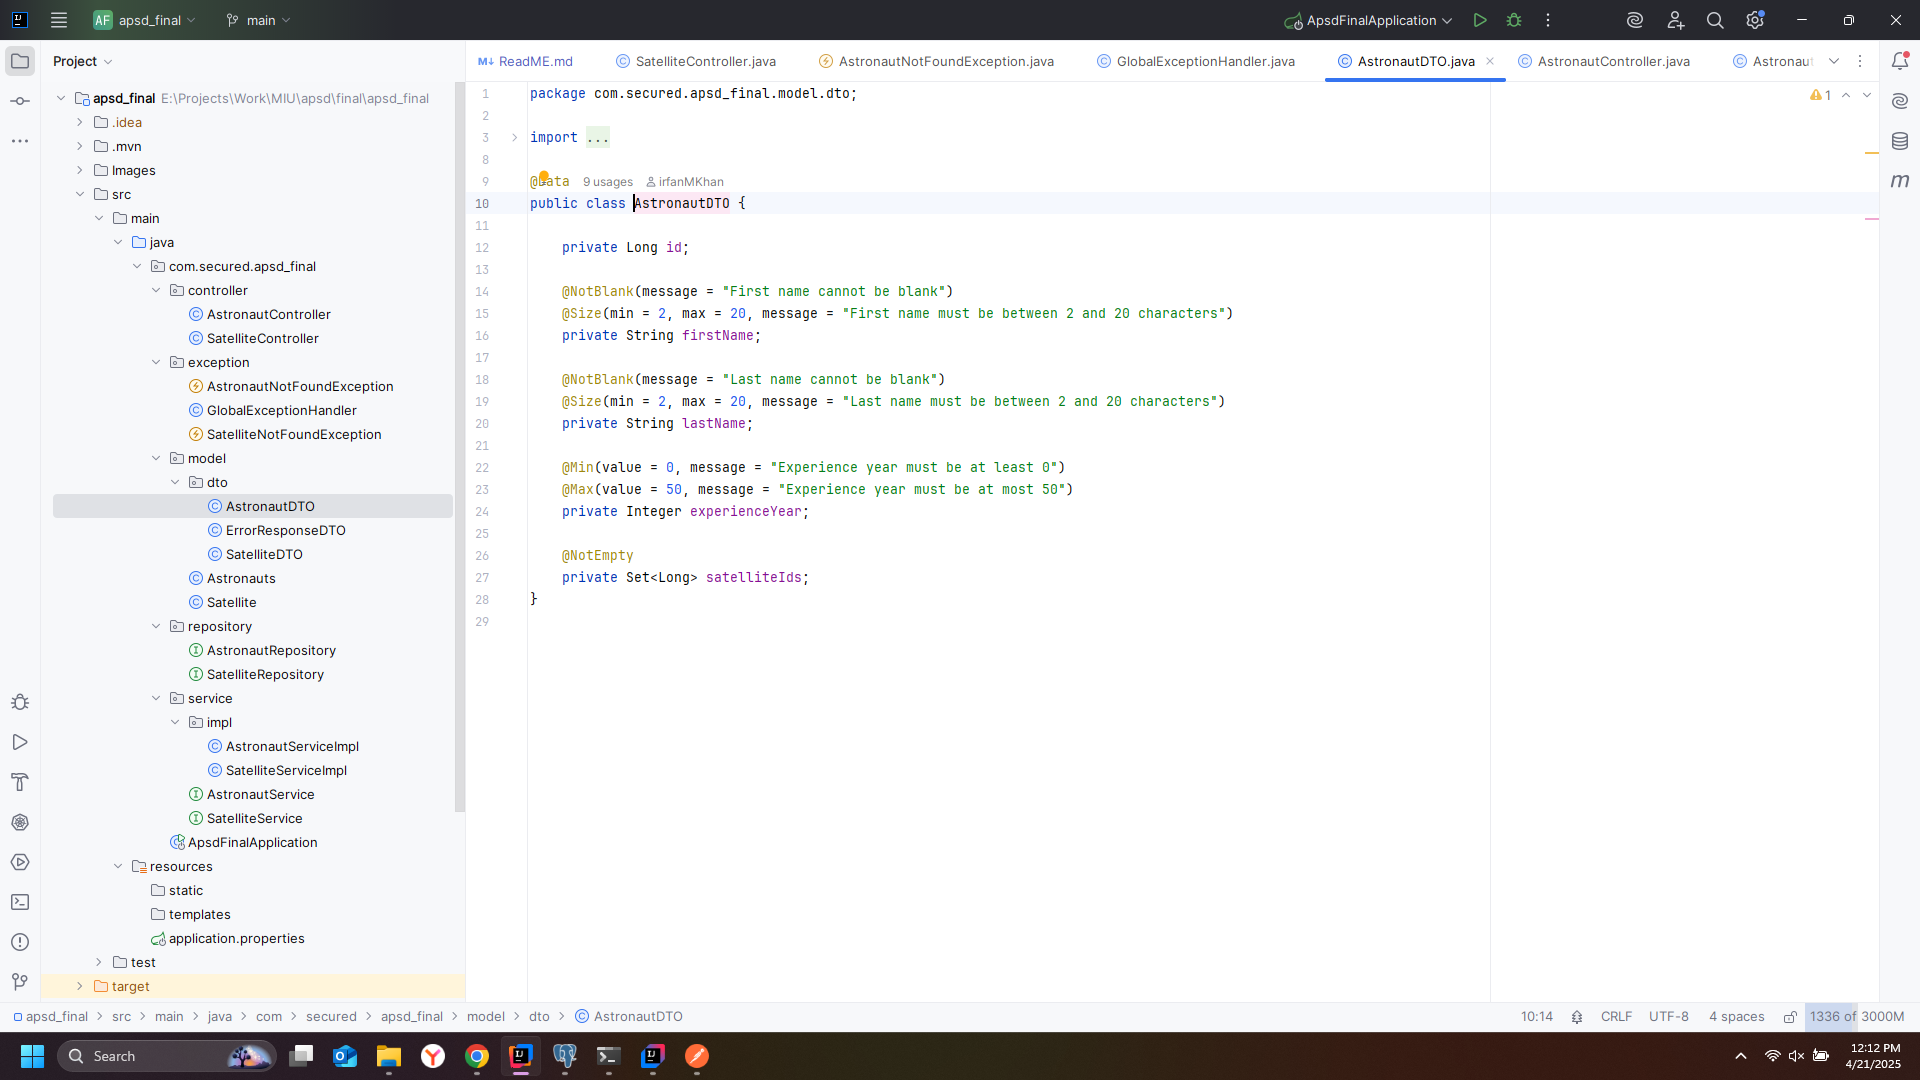 AF apsd_final main ApsdFinalApplication
Project
ReadME.md SatelliteController.java AstronautNotFoundException.java GlobalExceptionHandler.java AstronautDTO.java AstronautController.java Astronaut
apsd_final E:\Projects\Work\MIU\apsd\final\apsd_final
.idea
.mvn
Images
src
main
java
com.secured.apsd_final
controller
AstronautController
SatelliteController
exception
AstronautNotFoundException
GlobalExceptionHandler
SatelliteNotFoundException
model
dto
AstronautDTO
ErrorResponseDTO
SatelliteDTO
Astronauts
Satellite
repository
AstronautRepository
SatelliteRepository
service
impl
AstronautServiceImpl
SatelliteServiceImpl
AstronautService
SatelliteService
ApsdFinalApplication
resources
static
templates
application.properties
test
target
1 package com.secured.apsd_final.model.dto;
2
3 import ...
8
9 @Data 9 usages irfanMKhan
10 public class AstronautDTO {
11
12 private Long id;
13
14 @NotBlank(message = "First name cannot be blank")
15 @Size(min = 2, max = 20, message = "First name must be between 2 and 20 characters")
16 private String firstName;
17
18 @NotBlank(message = "Last name cannot be blank")
19 @Size(min = 2, max = 20, message = "Last name must be between 2 and 20 characters")
20 private String lastName;
21
22 @Min(value = 0, message = "Experience year must be at least 0")
23 @Max(value = 50, message = "Experience year must be at most 50")
24 private Integer experienceYear;
25
26 @NotEmpty
27 private Set<Long> satelliteIds;
28 }
29
1
apsd_final > src > main > java > com > secured > apsd_final > model > dto > AstronautDTO
10:14 CRLF UTF-8 4 spaces 1336 of 3000M
Search
12:12 PM
4/21/2025